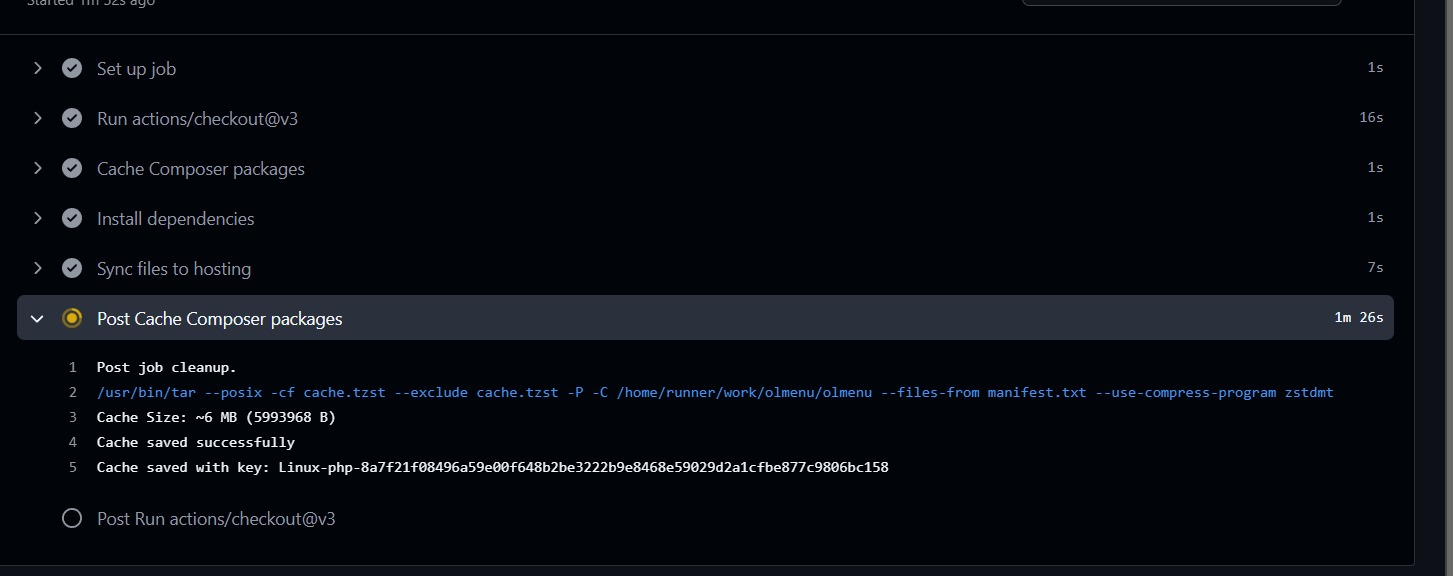 Started 1m 52s ago
Set up job 1s
Run actions/checkout@v3 16s
Cache Composer packages 1s
Install dependencies 1s
Sync files to hosting 7s
Post Cache Composer packages 1m 26s
1 Post job cleanup.
2 /usr/bin/tar --posix -cf cache.tzst --exclude cache.tzst -P -C /home/runner/work/olmenu/olmenu --files-from manifest.txt --use-compress-program zstdmt
3 Cache Size: ~6 MB (5993968 B)
4 Cache saved successfully
5 Cache saved with key: Linux-php-8a7f21f08496a59e00f648b2be3222b9e8468e59029d2a1cfbe877c9806bc158
Post Run actions/checkout@v3